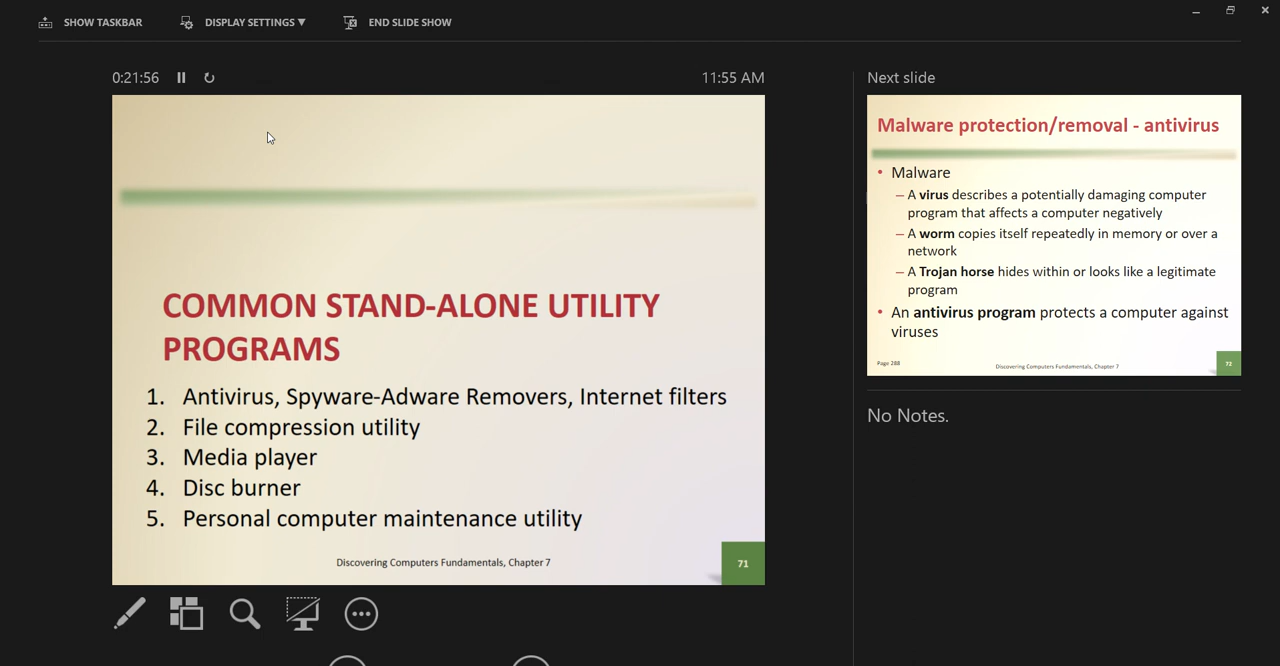 SHOW TASKBAR DISPLAY SETTINGS ▼ END SLIDE SHOW
0:21:56 11:55 AM
COMMON STAND-ALONE UTILITY
PROGRAMS
1. Antivirus, Spyware-Adware Removers, Internet filters
2. File compression utility
3. Media player
4. Disc burner
5. Personal computer maintenance utility
Discovering Computers Fundamentals, Chapter 7
71
Next slide
Malware protection/removal - antivirus
• Malware
– A virus describes a potentially damaging computer
program that affects a computer negatively
– A worm copies itself repeatedly in memory or over a
network
– A Trojan horse hides within or looks like a legitimate
program
• An antivirus program protects a computer against
viruses
Page 288
Discovering Computers Fundamentals, Chapter 7
72
No Notes.